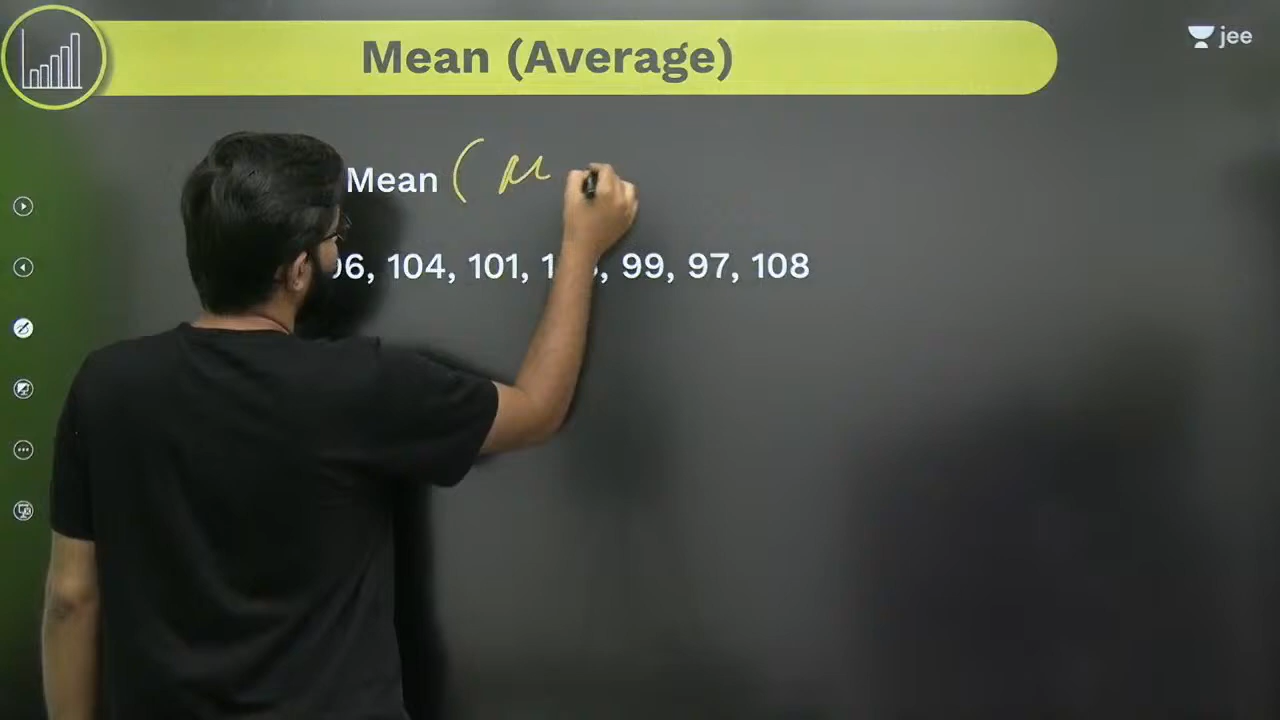 Mean (Average)
jee
Mean ( μ
104, 101, 99, 97, 108